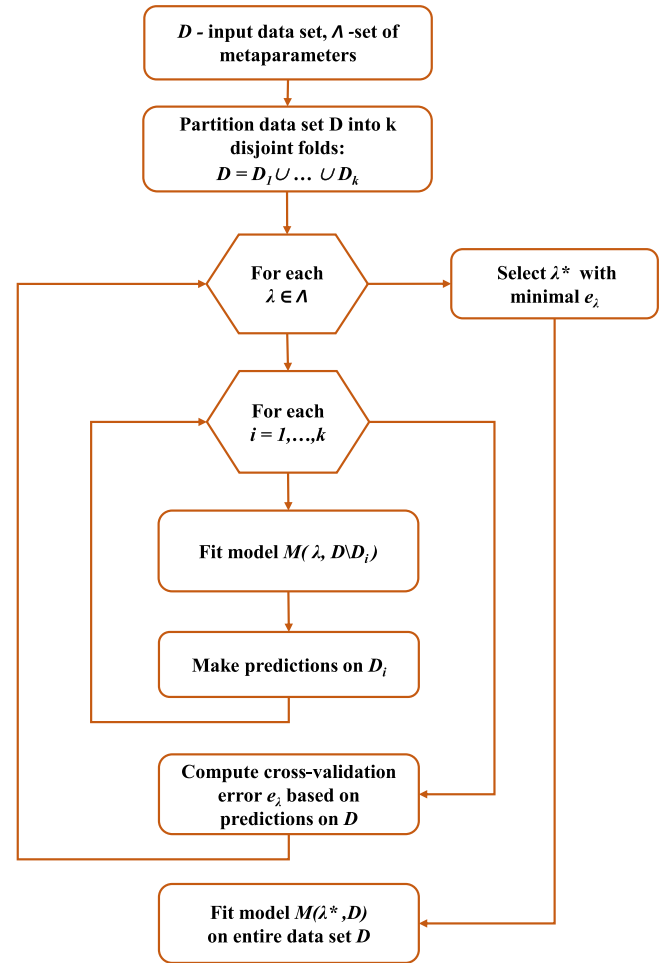 D - input data set, Λ -set of
metaparameters
Partition data set D into k
disjoint folds:
D = D₁ ∪ … ∪ Dₖ
For each
λ ∈ Λ
Select λ* with
minimal e_λ
For each
i = 1,…,k
Fit model M( λ, D\Dᵢ )
Make predictions on Dᵢ
Compute cross-validation
error e_λ based on
predictions on D
Fit model M(λ* ,D)
on entire data set D